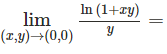 lim (x,y)→(0,0) ln (1+xy) / y =